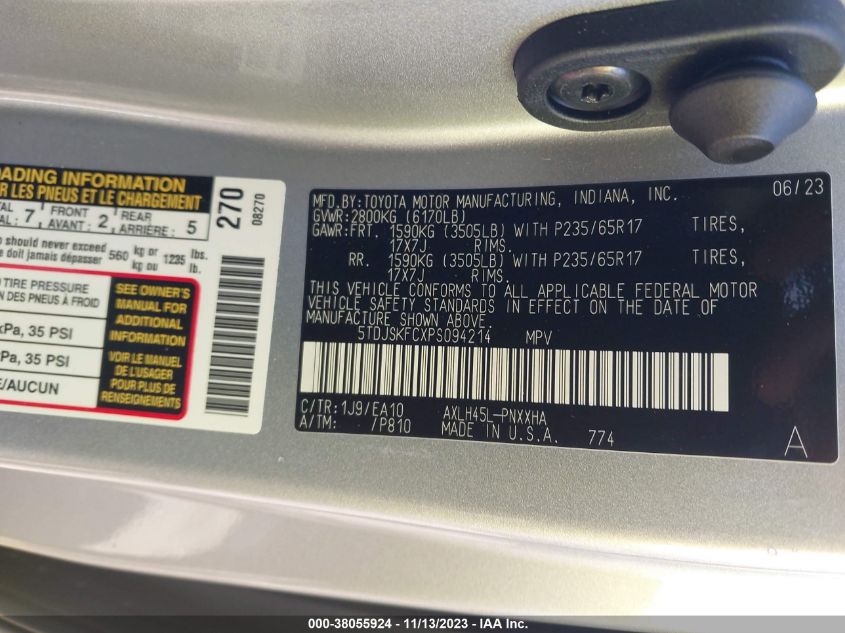 OADING INFORMATION
R LES PNEUS ET LE CHARGEMENT
TAL 7 FRONT 2 REAR 5
AL: AVANT: ARRIÈRE:
o should never exceed 560 kg or 1235 lbs.
e doit jamais dépasser kg ou lb.
TIRE PRESSURE
N DES PNEUS À FROID
kPa, 35 PSI
Pa, 35 PSI
E/AUCUN
SEE OWNER'S
MANUAL FOR
ADDITIONAL
INFORMATION
VOIR LE MANUEL
DE L'USAGER
POUR PLUS DE
RENSEIGNEMENTS
270
08270
MFD.BY:TOYOTA MOTOR MANUFACTURING, INDIANA, INC. 06/23
GVWR:2800KG (6170LB)
GAWR:FRT. 1590KG (3505LB) WITH P235/65R17 TIRES,
17X7J RIMS.
RR. 1590KG (3505LB) WITH P235/65R17 TIRES,
17X7J RIMS.
THIS VEHICLE CONFORMS TO ALL APPLICABLE FEDERAL MOTOR
VEHICLE SAFETY STANDARDS IN EFFECT ON THE DATE OF
MANUFACTURE SHOWN ABOVE.
5TDJSKFCXPS094214 MPV
C/TR:1J9/EA10 AXLH45L-PNXXHA
A/TM: /P810 MADE IN U.S.A. 774 A
000-38055924 - 11/13/2023 - IAA Inc.